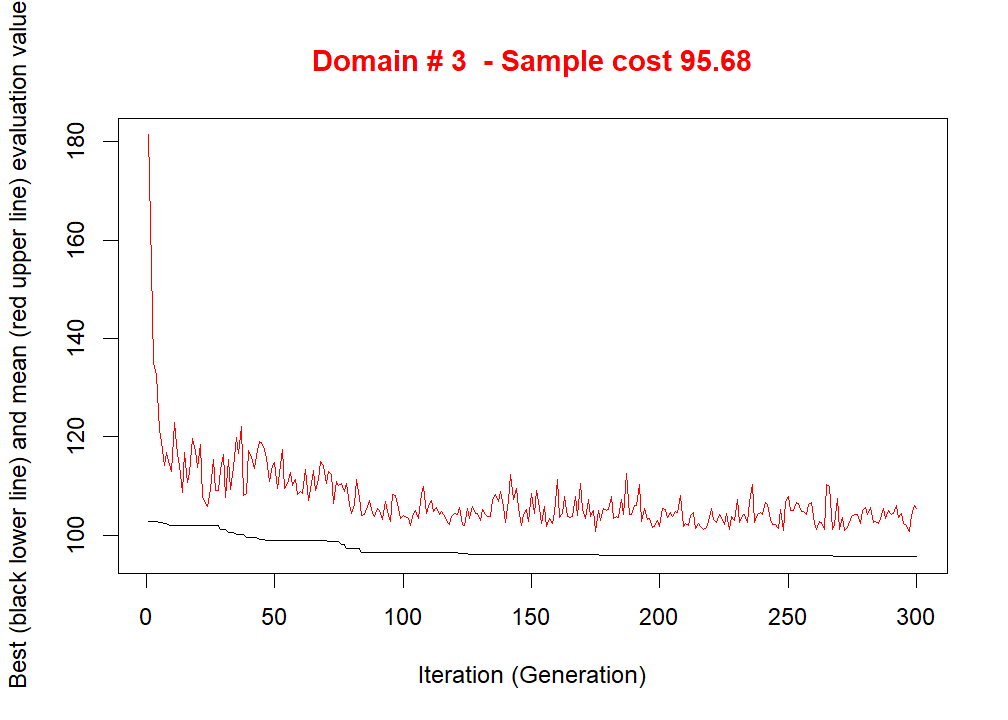 Domain # 3  - Sample cost 95.68
Best (black lower line) and mean (red upper line) evaluation value
180
160
140
120
100
0 50 100 150 200 250 300
Iteration (Generation)